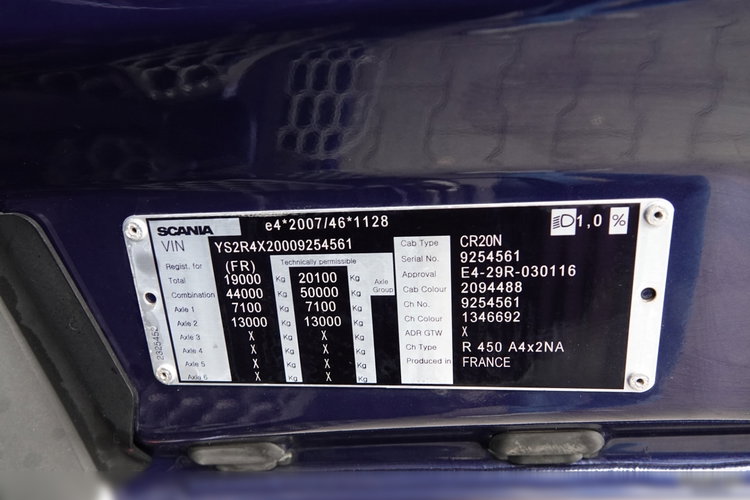 SCANIA e4*2007/46*1128 1,0 %
VIN YS2R4X20009254561
Regist. for (FR) Technically permissible
Total 19000 Kg 20100 Kg Axle Group
Combination 44000 Kg 50000 Kg
Axle 1 7100 Kg 7100 Kg
Axle 2 13000 Kg 13000 Kg
Axle 3 X Kg X Kg
Axle 4 X Kg X Kg
Axle 5 X Kg X Kg
Axle 6 X Kg X Kg
Cab Type CR20N
Serial No. 9254561
Approval E4-29R-030116
Cab Colour 2094488
Ch No. 9254561
Ch Colour 1346692
ADR GTW X
Ch Type R 450 A4x2NA
Produced in FRANCE